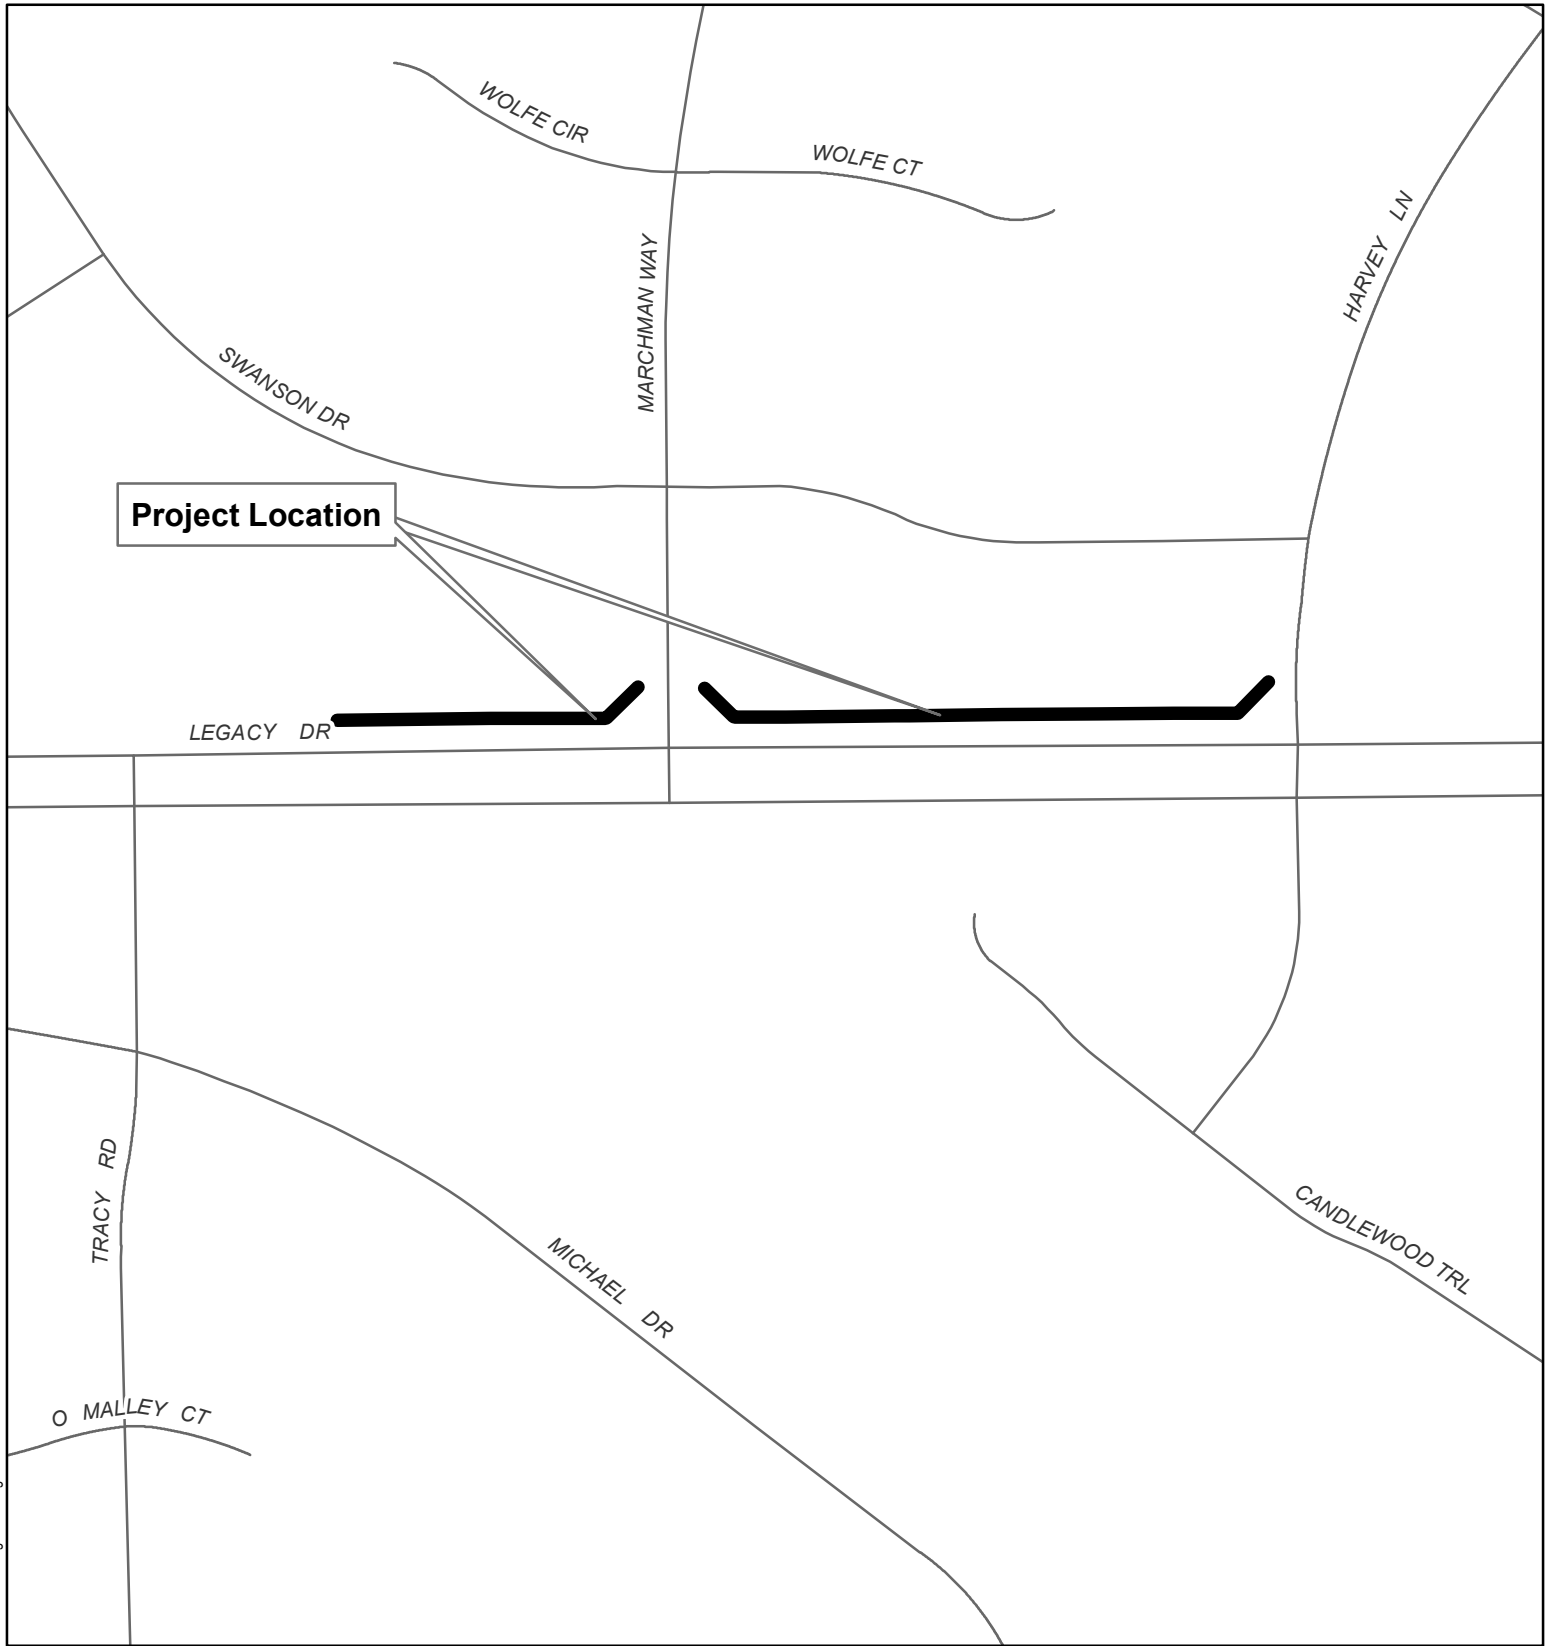 WOLFE CIR
WOLFE CT
HARVEY LN
MARCHMAN WAY
SWANSON DR
Project Location
LEGACY DR
TRACY RD
CANDLEWOOD TRL
MICHAEL DR
O MALLEY CT